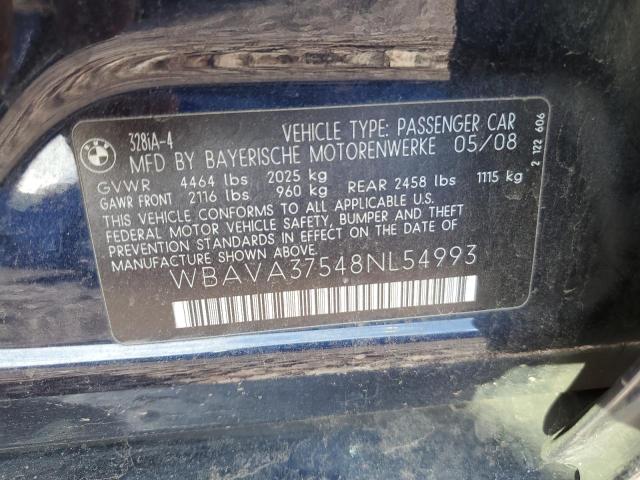 328iA-4 VEHICLE TYPE: PASSENGER CAR
MFD BY BAYERISCHE MOTORENWERKE 05/08
GVWR 4464 lbs 2025 kg
GAWR FRONT 2116 lbs 960 kg REAR 2458 lbs 1115 kg
THIS VEHICLE CONFORMS TO ALL APPLICABLE U.S.
FEDERAL MOTOR VEHICLE SAFETY, BUMPER AND THEFT
PREVENTION STANDARDS IN EFFECT ON THE DATE OF
MANUFACTURE SHOWN ABOVE.
WBAVA37548NL54993
2 122 606